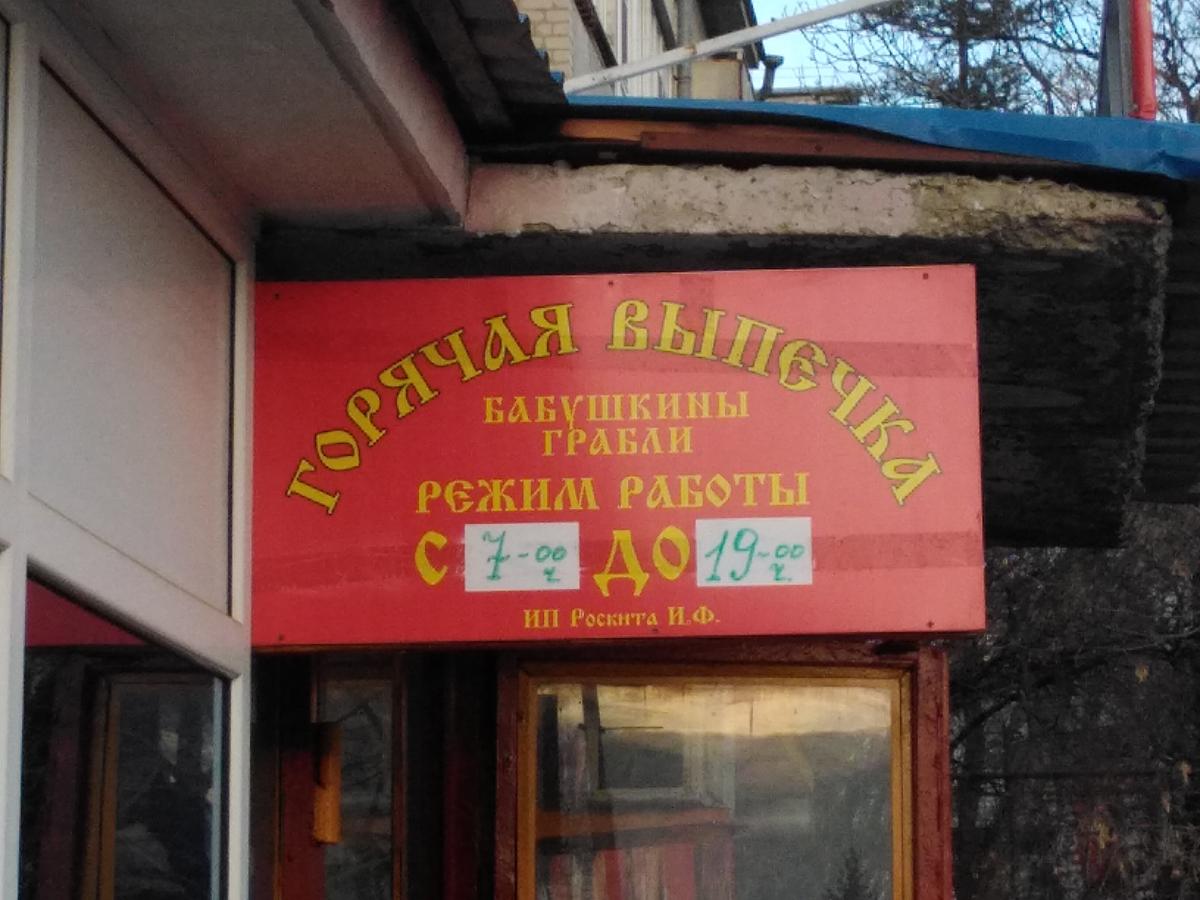 ГОРЯЧАЯ ВЫПЕЧКА
БАБУШКИНЫ
ГРАБЛИ
РЕЖИМ РАБОТЫ
С 7-00 ч ДО 19-00 ч.
ИП Роскита И.Ф.